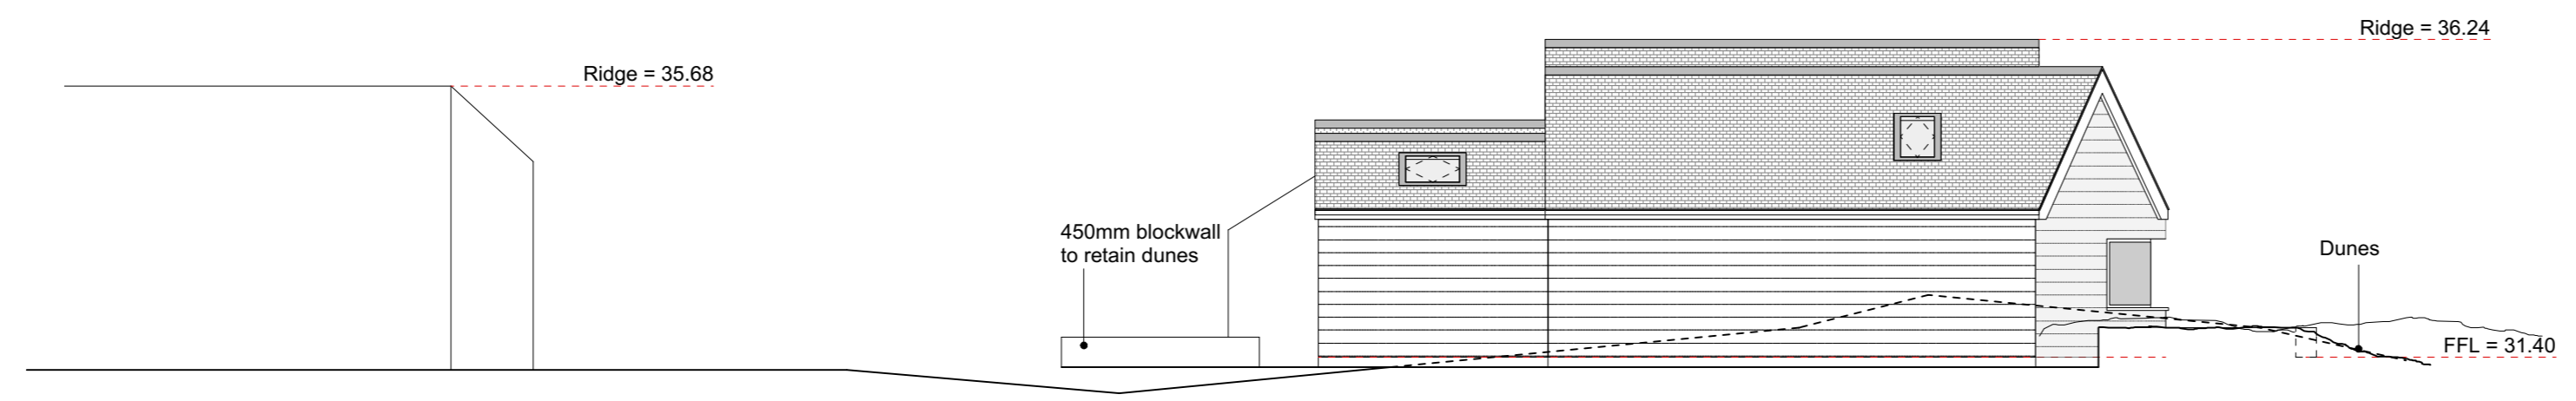 Ridge = 36.24
Ridge = 35.68
450mm blockwall
to retain dunes
Dunes
FFL = 31.40